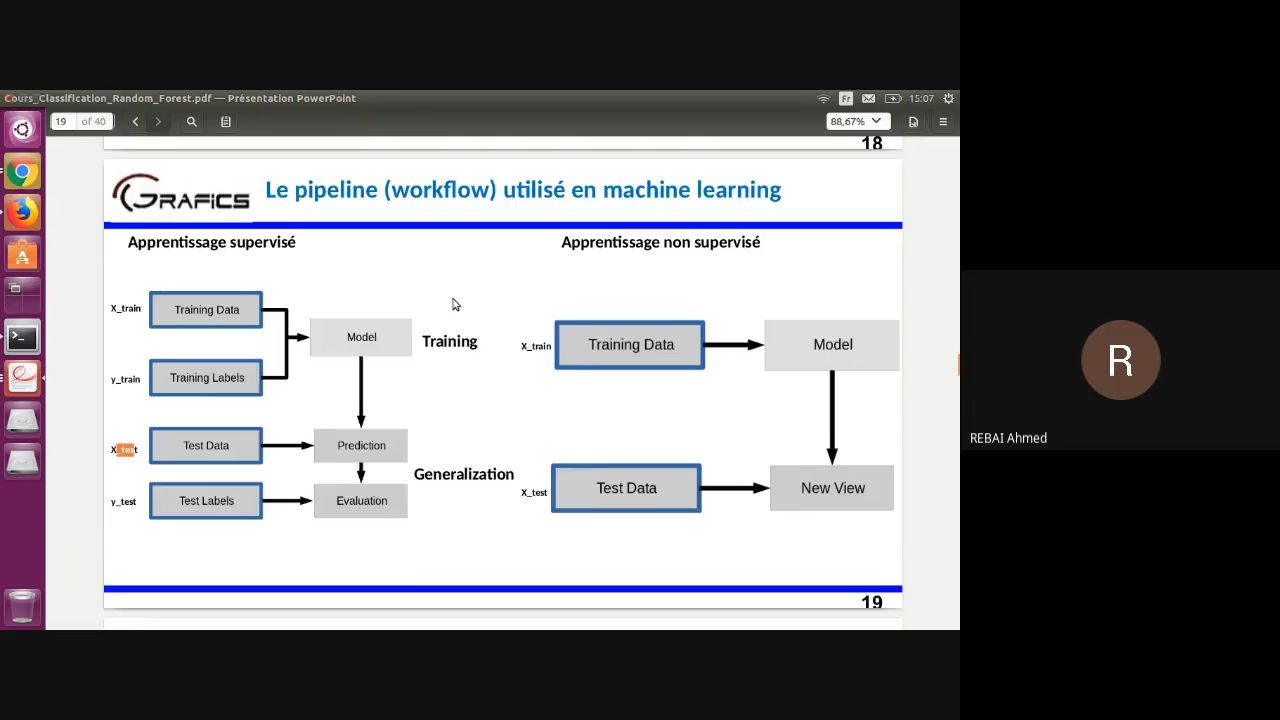 Cours_Classification_Random_Forest.pdf — Présentation PowerPoint
Fr
15:07
19 of 40
88,67%
18
GRAFICS
Le pipeline (workflow) utilisé en machine learning
Apprentissage supervisé
Apprentissage non supervisé
X_train
Training Data
Model
Training
y_train
Training Labels
X_test
Test Data
Prediction
Generalization
y_test
Test Labels
Evaluation
X_train
Training Data
Model
X_test
Test Data
New View
19
R
REBAI Ahmed